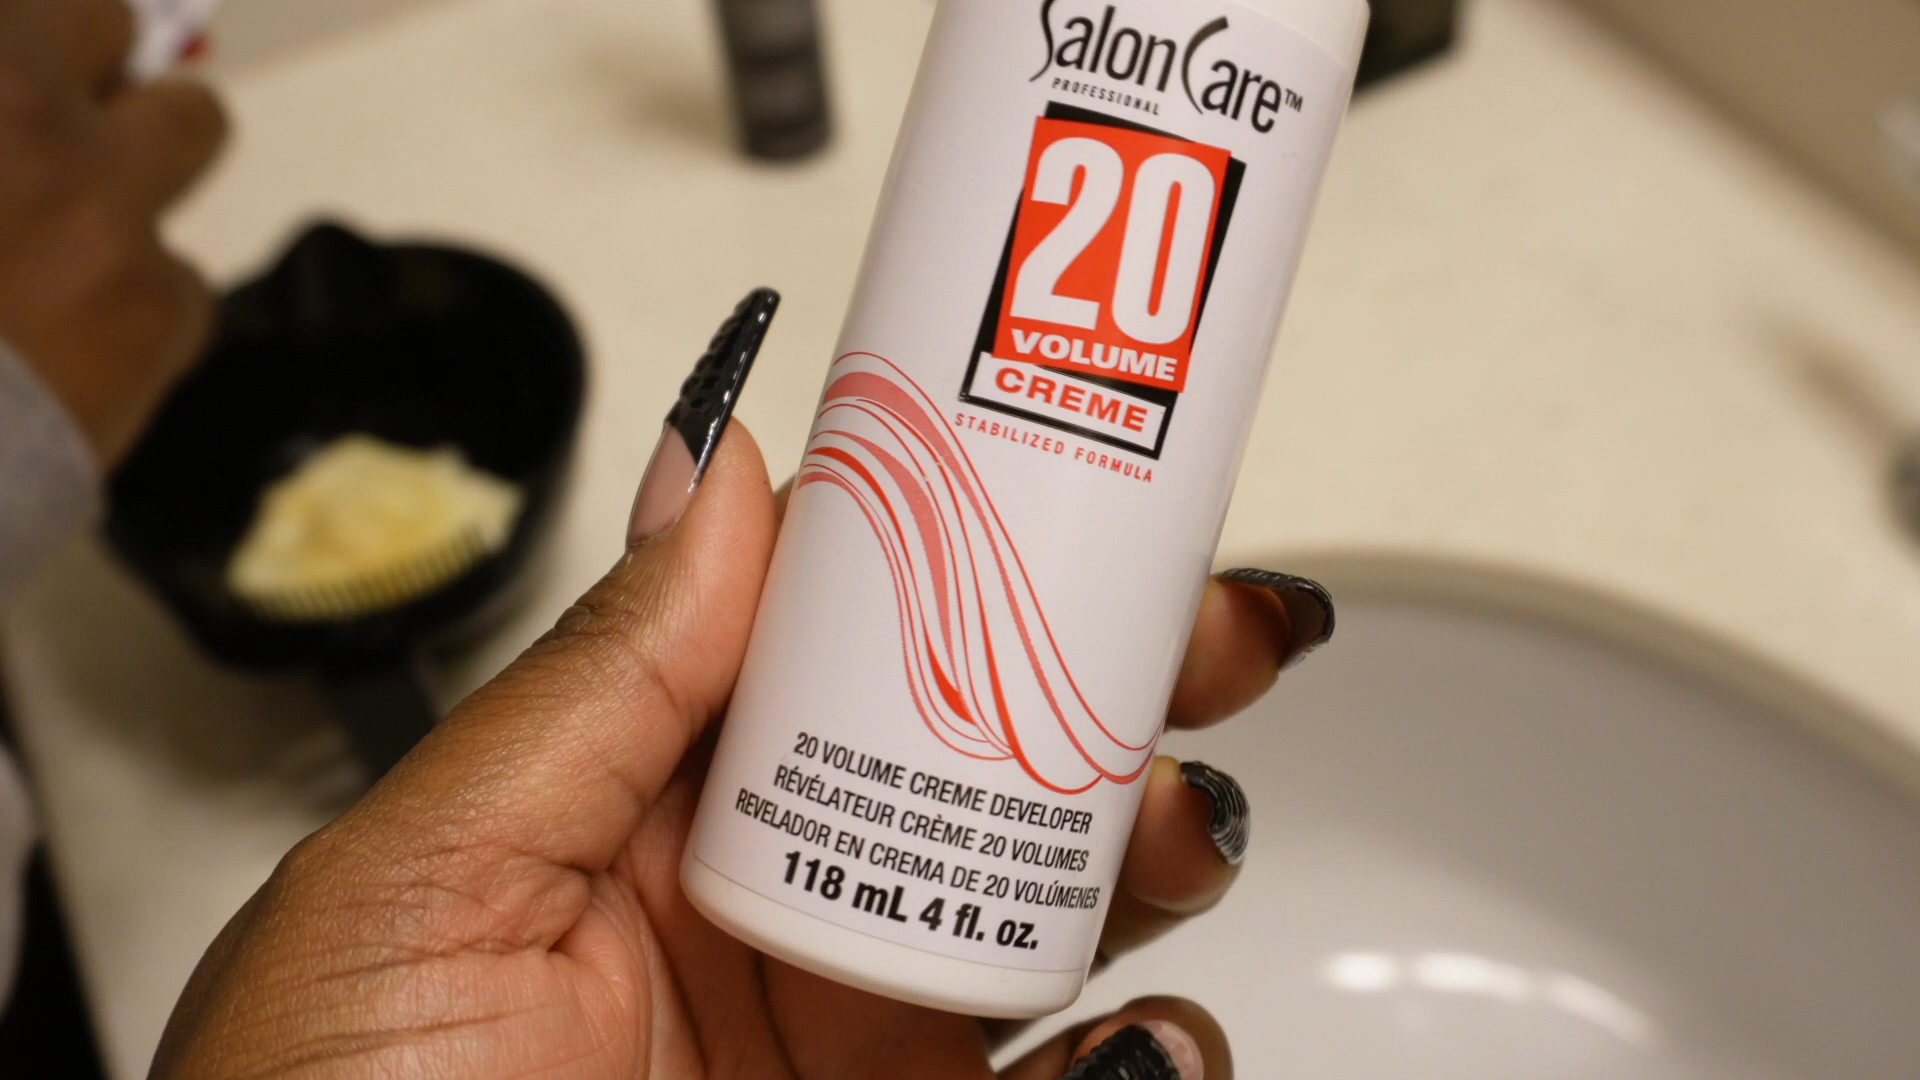 SalonCare™
PROFESSIONAL
20
VOLUME
CREME
STABILIZED FORMULA
20 VOLUME CREME DEVELOPER
RÉVÉLATEUR CRÈME 20 VOLUMES
REVELADOR EN CREMA DE 20 VOLÚMENES
118 mL 4 fl. oz.